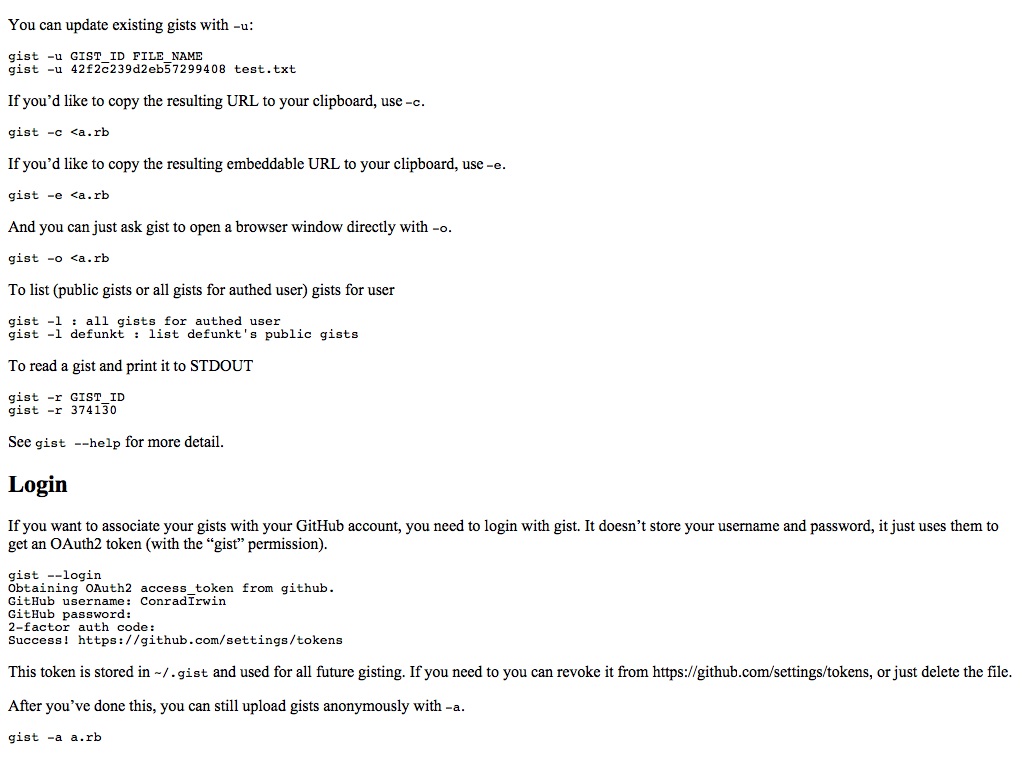 You can update existing gists with -u:
gist -u GIST_ID FILE_NAME
gist -u 42f2c239d2eb57299408 test.txt
If you’d like to copy the resulting URL to your clipboard, use -c.
gist -c <a.rb
If you’d like to copy the resulting embeddable URL to your clipboard, use -e.
gist -e <a.rb
And you can just ask gist to open a browser window directly with -o.
gist -o <a.rb
To list (public gists or all gists for authed user) gists for user
gist -l : all gists for authed user
gist -l defunkt : list defunkt's public gists
To read a gist and print it to STDOUT
gist -r GIST_ID
gist -r 374130
See gist --help for more detail.
Login
If you want to associate your gists with your GitHub account, you need to login with gist. It doesn’t store your username and password, it just uses them to
get an OAuth2 token (with the “gist” permission).
gist --login
Obtaining OAuth2 access_token from github.
GitHub username: ConradIrwin
GitHub password:
2-factor auth code:
Success! https://github.com/settings/tokens
This token is stored in ~/.gist and used for all future gisting. If you need to you can revoke it from https://github.com/settings/tokens, or just delete the file.
After you’ve done this, you can still upload gists anonymously with -a.
gist -a a.rb